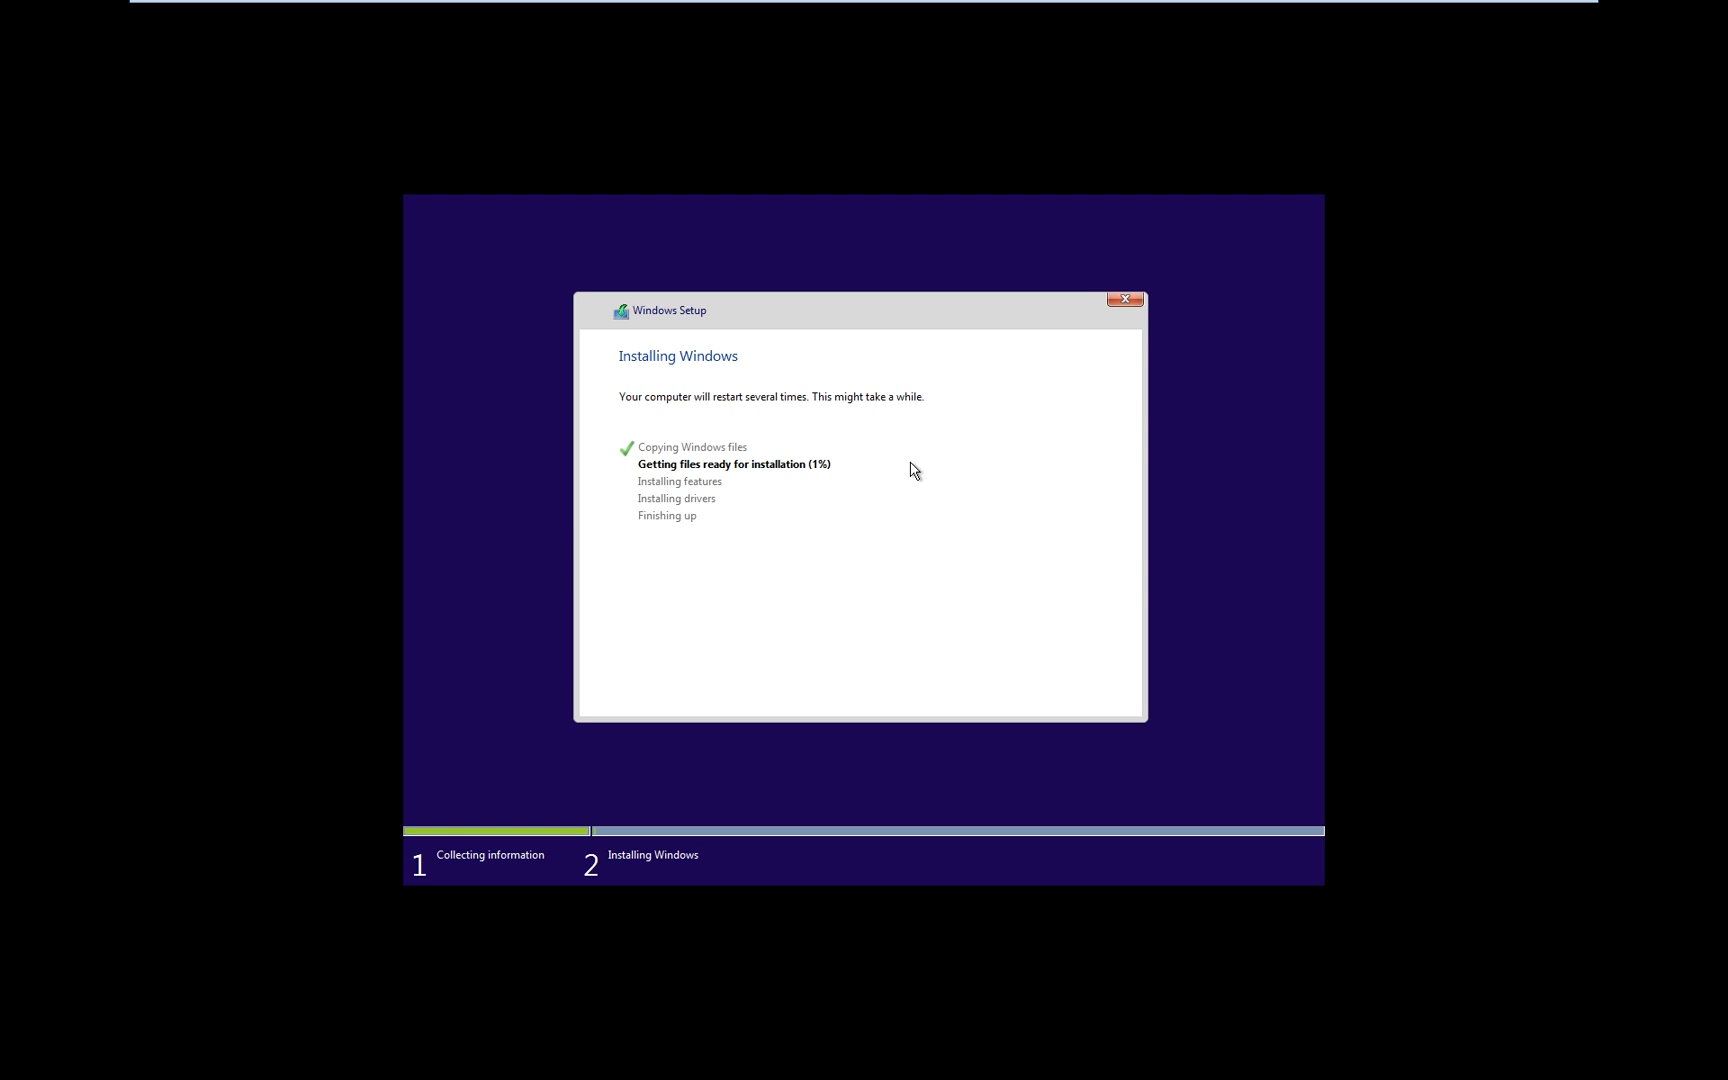 Windows Setup
Installing Windows
Your computer will restart several times. This might take a while.
Copying Windows files
Getting files ready for installation (1%)
Installing features
Installing drivers
Finishing up
1 Collecting information
2 Installing Windows